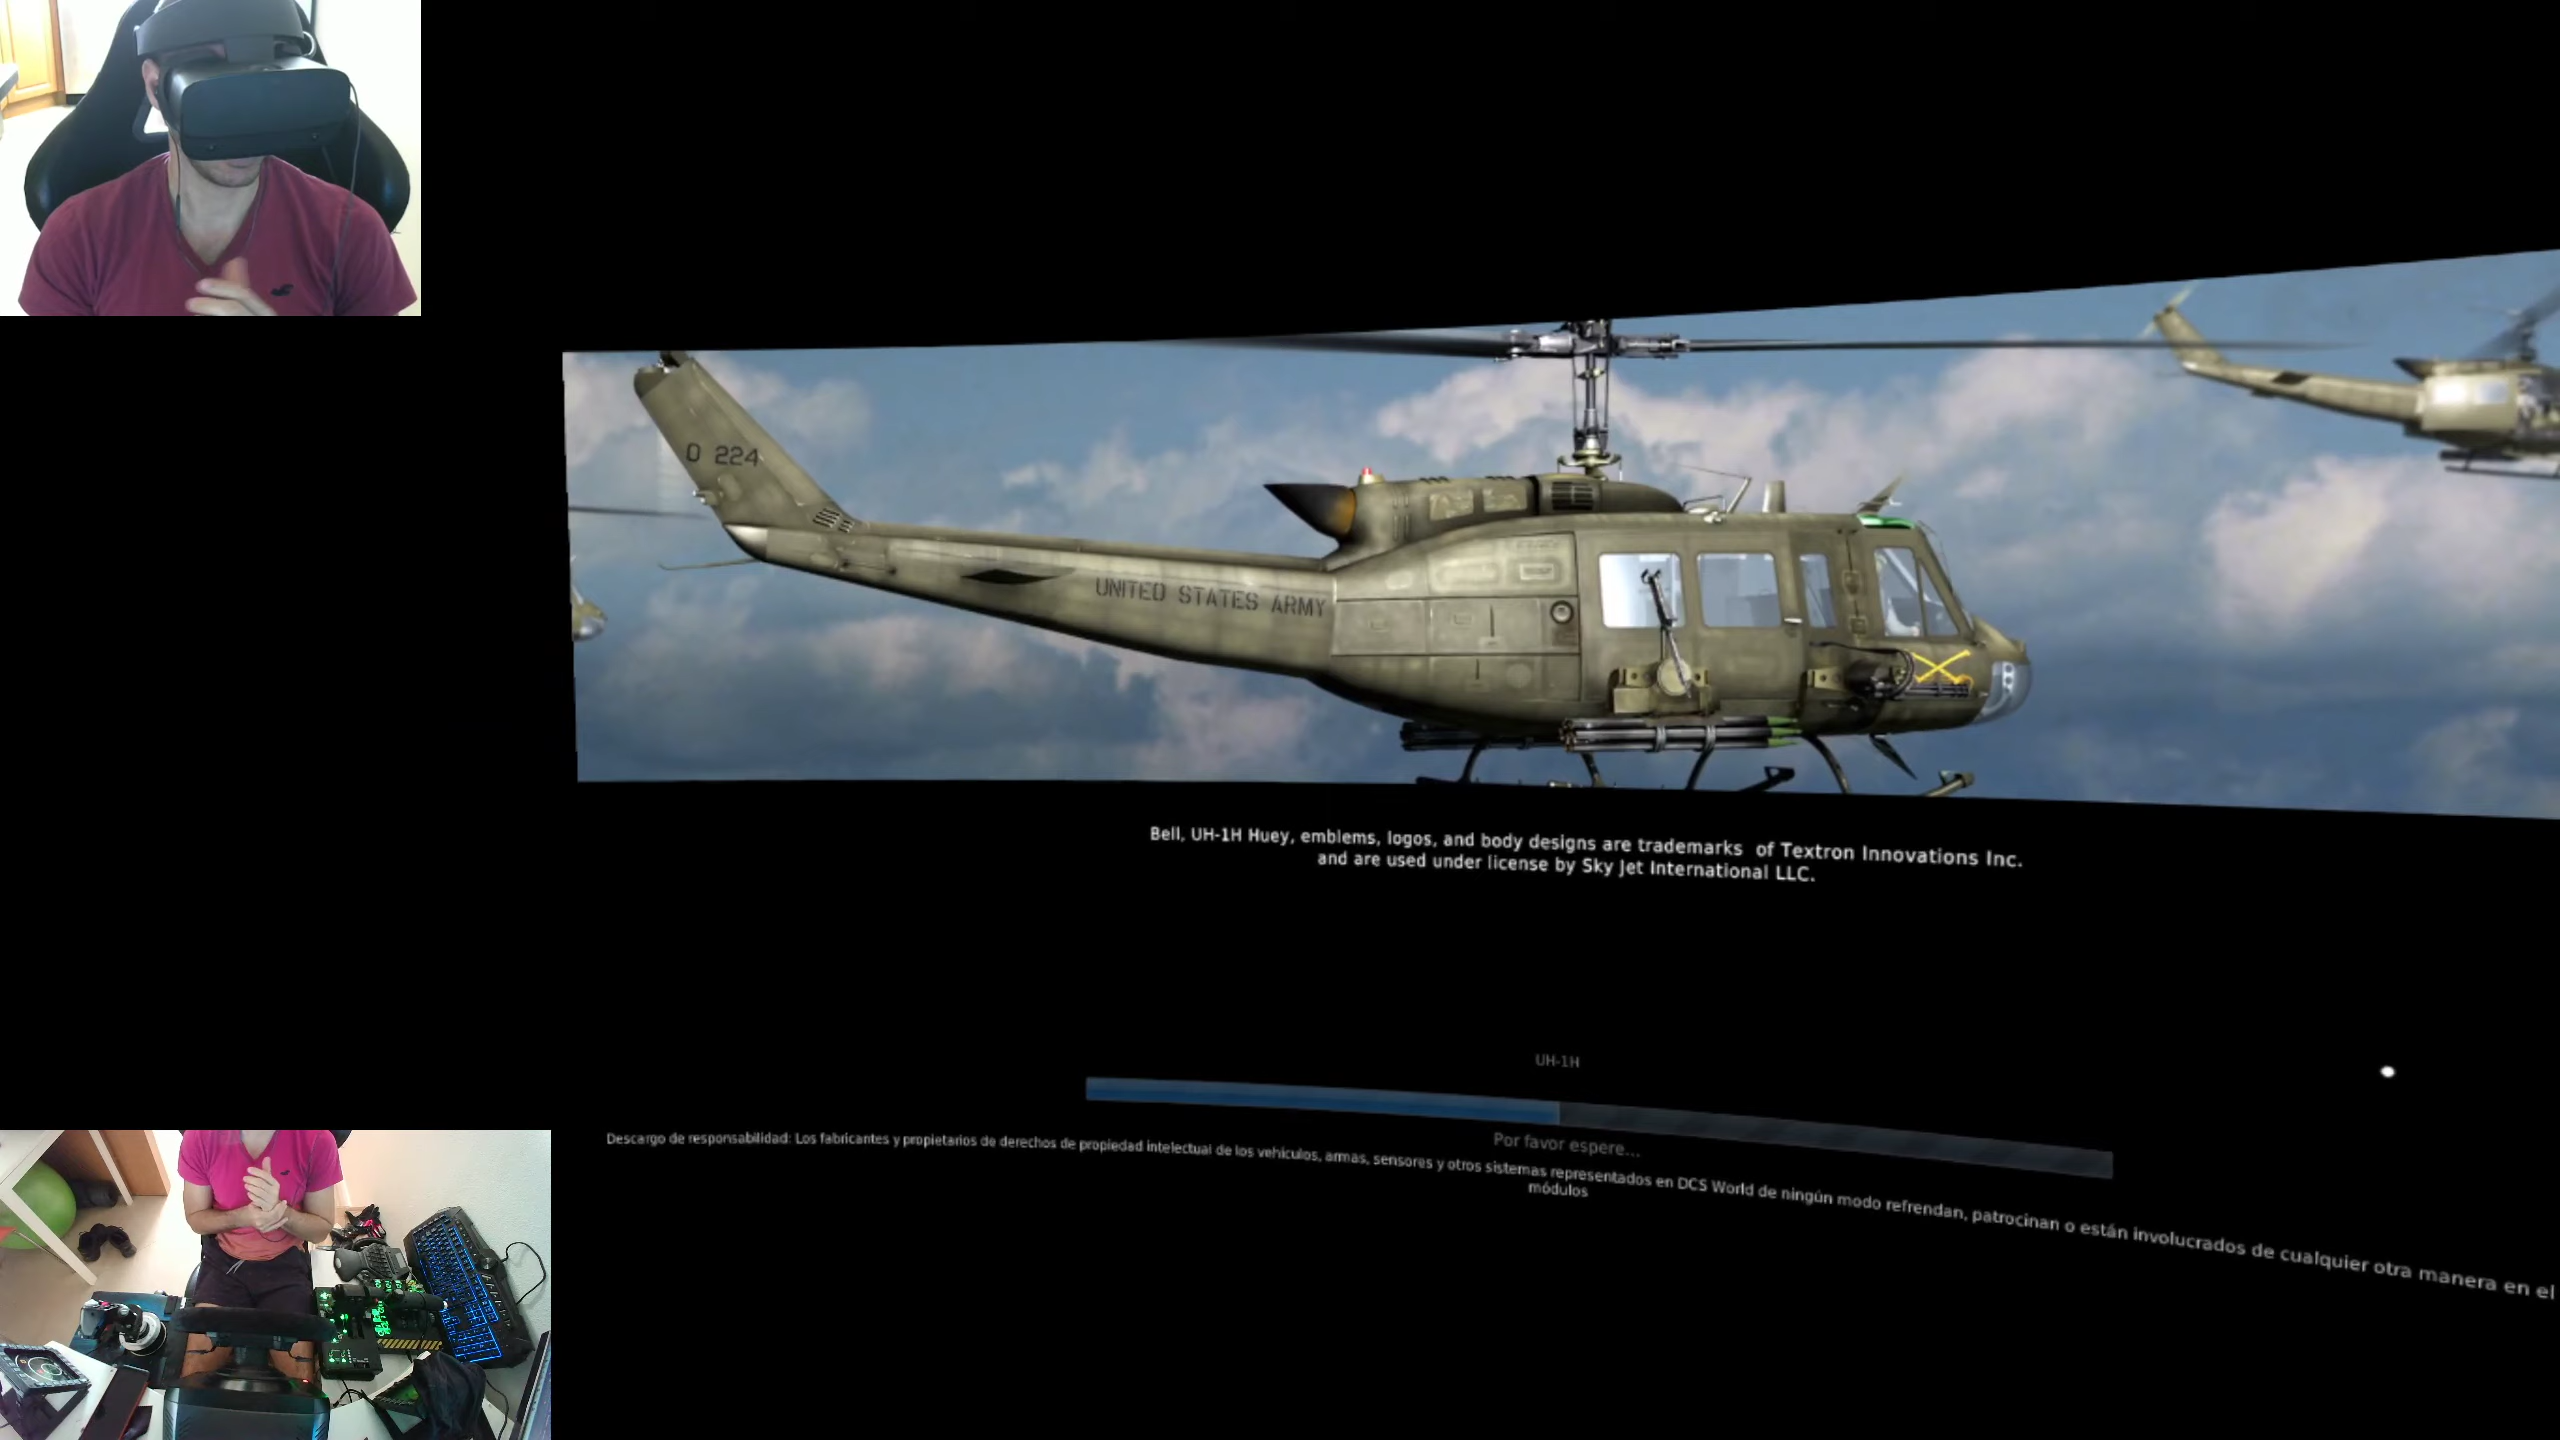 O 224
UNITED STATES ARMY
Bell, UH-1H Huey, emblems, logos, and body designs are trademarks of Textron Innovations Inc.
and are used under license by Sky Jet International LLC.
UH-1H
Por favor espere...
Descargo de responsabilidad: Los fabricantes y propietarios de derechos de propiedad intelectual de los vehículos, armas, sensores y otros sistemas representados en DCS World de ningún modo refrendan, patrocinan o están involucrados de cualquier otra manera en el
módulos